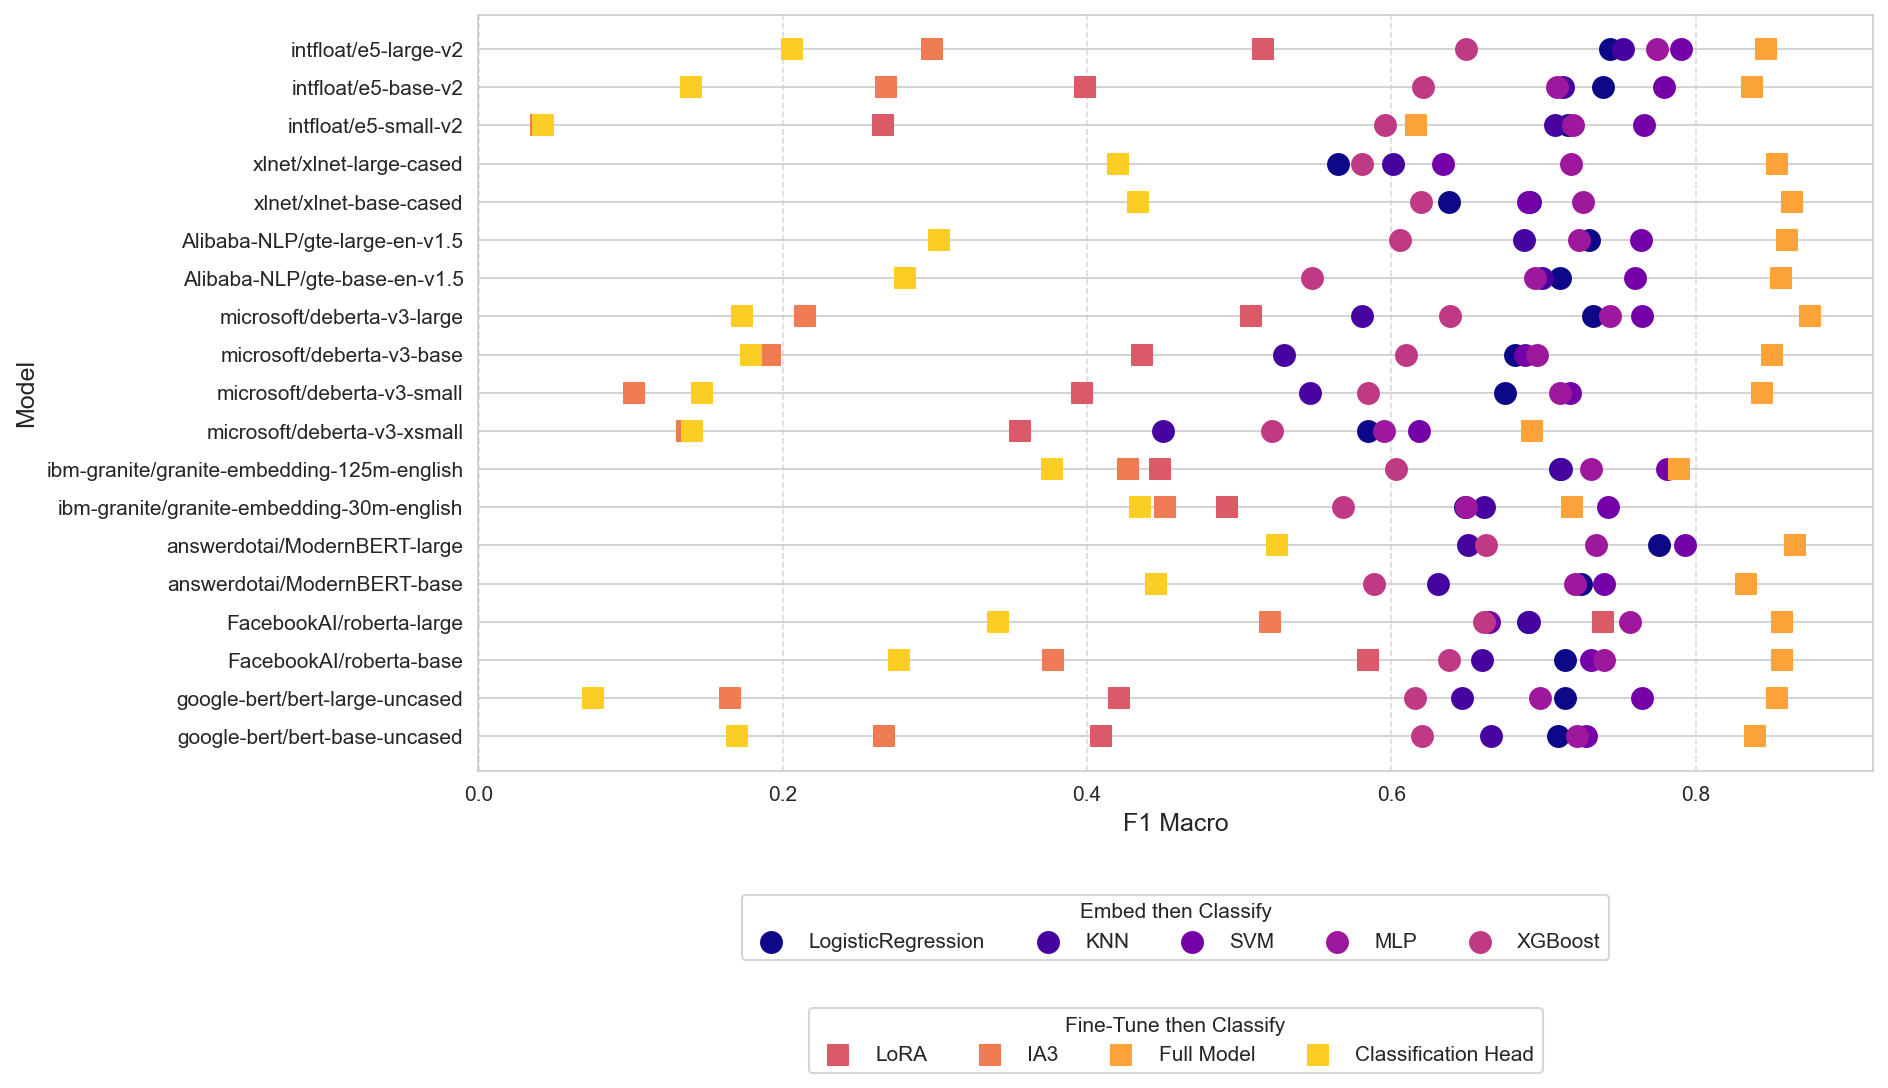 intfloat/e5-large-v2
intfloat/e5-base-v2
intfloat/e5-small-v2
xlnet/xlnet-large-cased
xlnet/xlnet-base-cased
Alibaba-NLP/gte-large-en-v1.5
Alibaba-NLP/gte-base-en-v1.5
microsoft/deberta-v3-large
microsoft/deberta-v3-base
microsoft/deberta-v3-small
microsoft/deberta-v3-xsmall
ibm-granite/granite-embedding-125m-english
ibm-granite/granite-embedding-30m-english
answerdotai/ModernBERT-large
answerdotai/ModernBERT-base
FacebookAI/roberta-large
FacebookAI/roberta-base
google-bert/bert-large-uncased
google-bert/bert-base-uncased
Model
0.0 0.2 0.4 0.6 0.8
F1 Macro
Embed then Classify
LogisticRegression KNN SVM MLP XGBoost
Fine-Tune then Classify
LoRA IA3 Full Model Classification Head